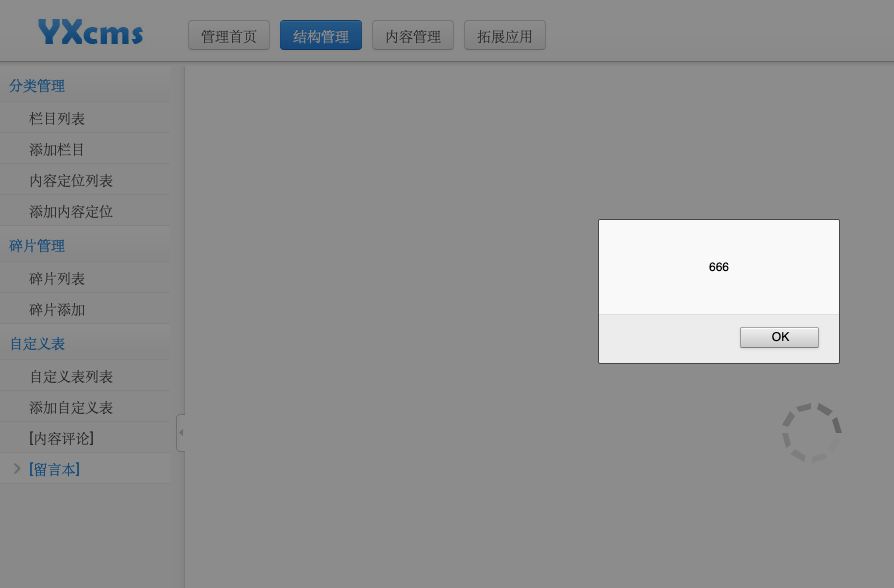 YXcms
管理首页
结构管理
内容管理
拓展应用
分类管理
栏目列表
添加栏目
内容定位列表
添加内容定位
碎片管理
碎片列表
碎片添加
自定义表
自定义表列表
添加自定义表
[内容评论]
[留言本]
666
OK